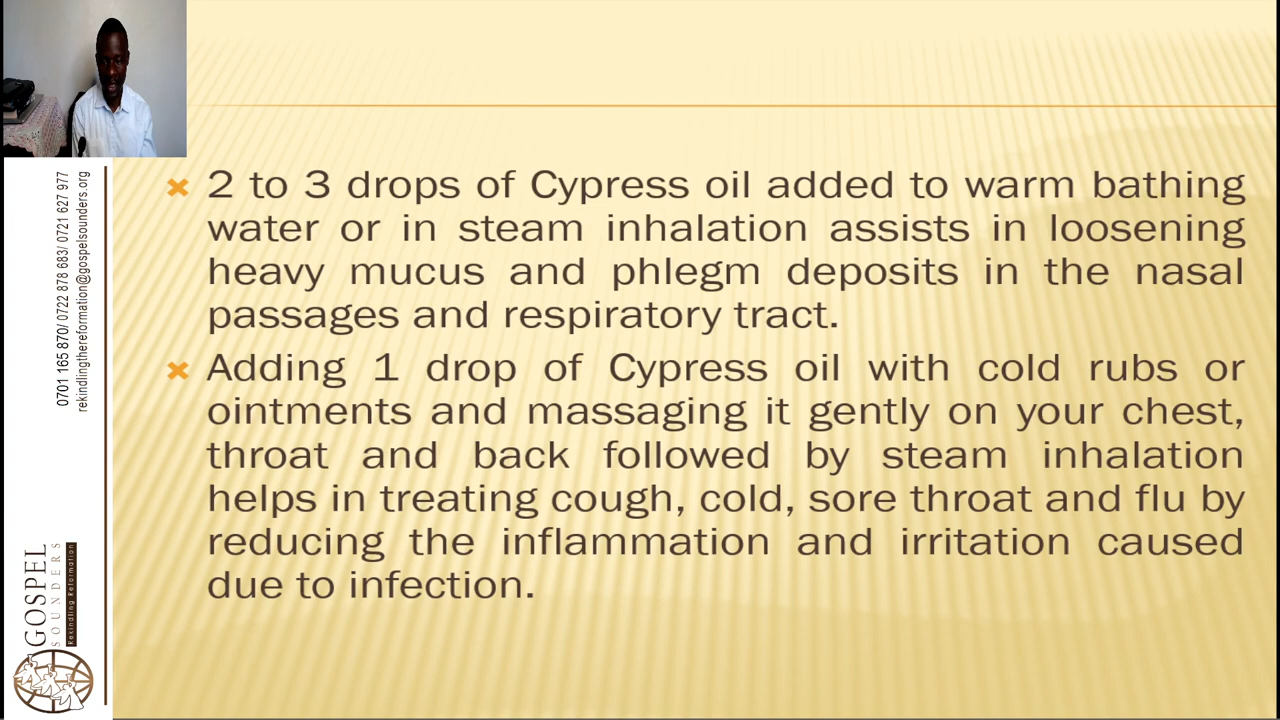 2 to 3 drops of Cypress oil added to warm bathing
water or in steam inhalation assists in loosening
heavy mucus and phlegm deposits in the nasal
passages and respiratory tract.
Adding 1 drop of Cypress oil with cold rubs or
ointments and massaging it gently on your chest,
throat and back followed by steam inhalation
helps in treating cough, cold, sore throat and flu by
reducing the inflammation and irritation caused
due to infection.
0701 165 870/ 0722 878 683/ 0721 627 977
rekindlingthereformation@gospelsounders.org
GOSPEL
SOUNDERS
Rekindling Reformation